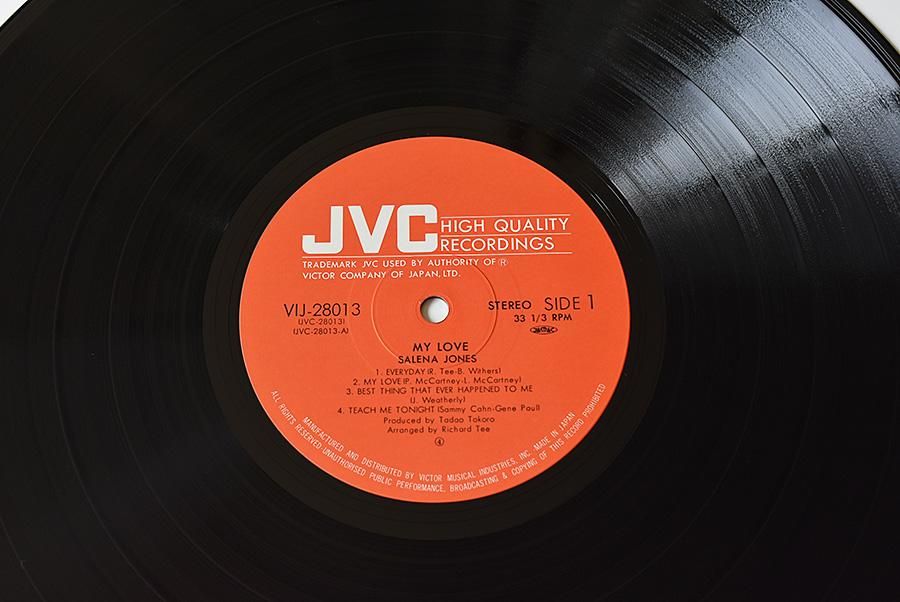 JVC HIGH QUALITY
RECORDINGS
TRADEMARK JVC USED BY AUTHORITY OF Ⓡ
VICTOR COMPANY OF JAPAN, LTD.
VIJ-28013
(JVC-28013)
(JVC-28013-A)
STEREO SIDE 1
33 1/3 RPM
MY LOVE
SALENA JONES
1. EVERYDAY(R. Tee-B. Withers)
2. MY LOVE(P. McCartney-L. McCartney)
3. BEST THING THAT EVER HAPPENED TO ME
(J. Weatherly)
4. TEACH ME TONIGHT (Sammy Cahn-Gene Paul)
Produced by Tadao Tokoro
Arranged by Richard Tee
④
MANUFACTURED AND DISTRIBUTED BY VICTOR MUSICAL INDUSTRIES, INC. MADE IN JAPAN
ALL RIGHTS RESERVED·UNAUTHORISED PUBLIC PERFORMANCE, BROADCASTING & COPYING OF THIS RECORD PROHIBITED